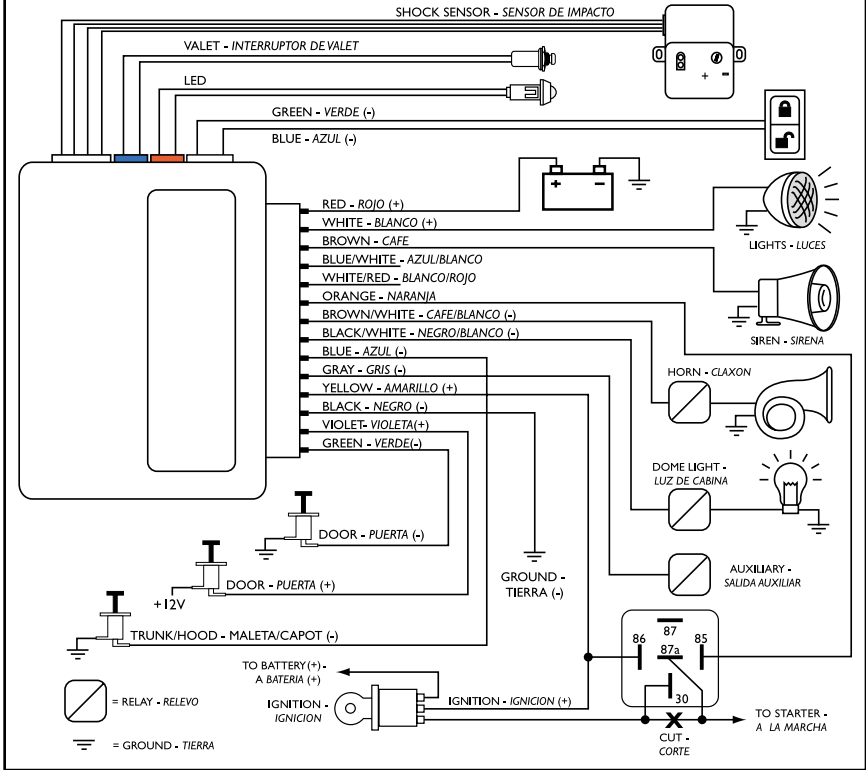 SHOCK SENSOR - SENSOR DE IMPACTO
VALET - INTERRUPTOR DE VALET
LED
GREEN - VERDE (-)
BLUE - AZUL (-)
+ -
+ -
RED - ROJO (+)
WHITE - BLANCO (+)
BROWN - CAFE
BLUE/WHITE - AZUL/BLANCO
WHITE/RED - BLANCO/ROJO
ORANGE - NARANJA
BROWN/WHITE - CAFE/BLANCO (-)
BLACK/WHITE - NEGRO/BLANCO (-)
BLUE - AZUL (-)
GRAY - GRIS (-)
YELLOW - AMARILLO (+)
BLACK - NEGRO (-)
VIOLET- VIOLETA(+)
GREEN - VERDE(-)
LIGHTS - LUCES
SIREN - SIRENA
HORN - CLAXON
DOME LIGHT -
LUZ DE CABINA
AUXILIARY -
SALIDA AUXILIAR
DOOR - PUERTA (-)
DOOR - PUERTA (+)
+12V
TRUNK/HOOD - MALETA/CAPOT (-)
GROUND -
TIERRA (-)
87
86
87a
85
30
TO BATTERY(+) -
A BATERIA (+)
IGNITION -
IGNICION
IGNITION - IGNICION (+)
X
CUT -
CORTE
TO STARTER -
A LA MARCHA
= RELAY - RELEVO
= GROUND - TIERRA